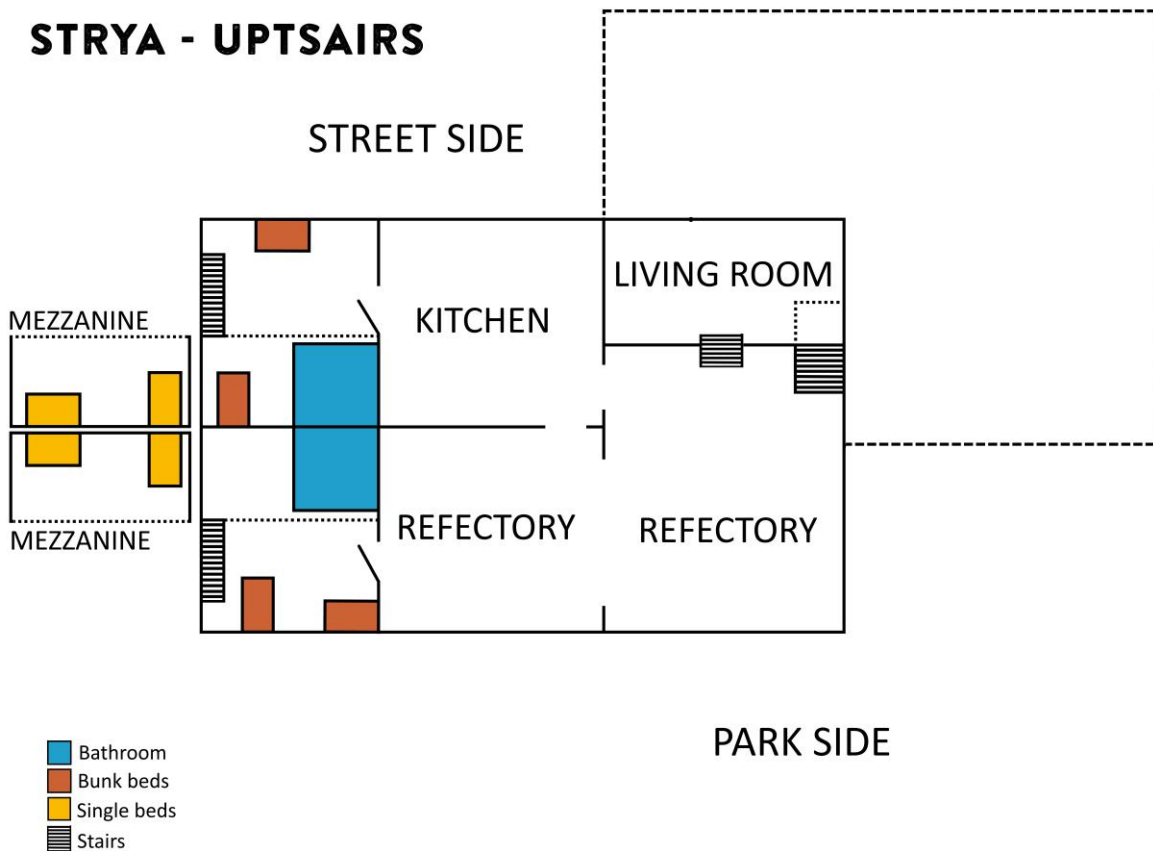 STRYA - UPTSAIRS
STREET SIDE
LIVING ROOM
KITCHEN
MEZZANINE
REFECTORY
REFECTORY
MEZZANINE
PARK SIDE
Bathroom
Bunk beds
Single beds
Stairs